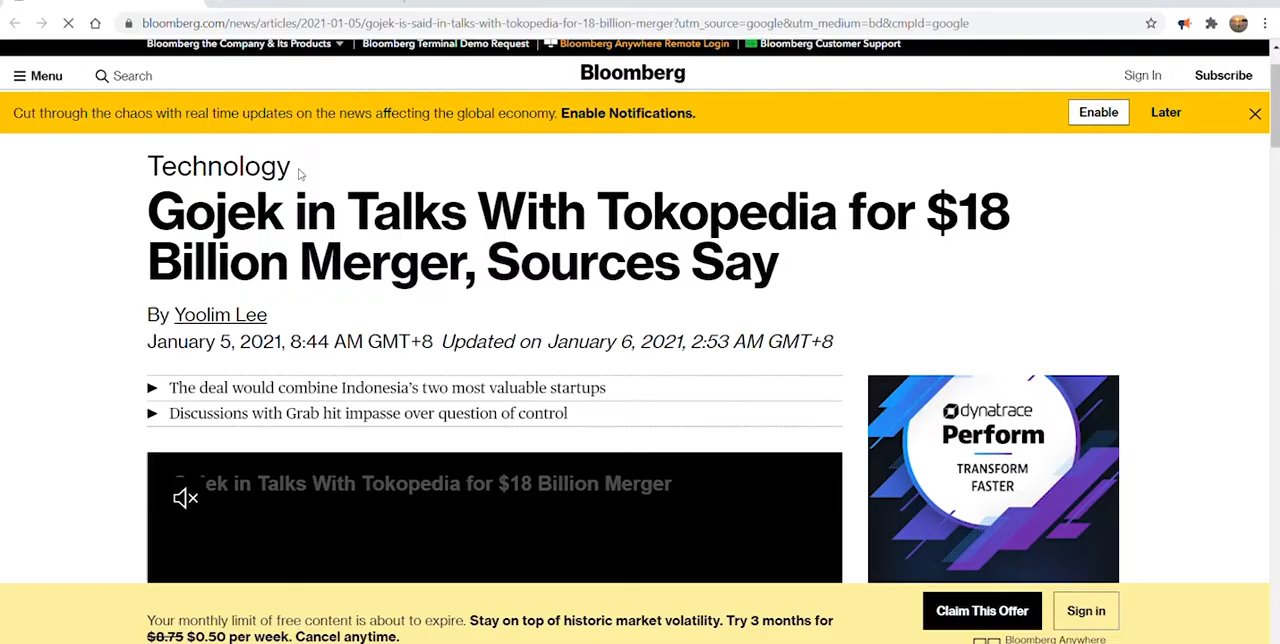 bloomberg.com/news/articles/2021-01-05/gojek-is-said-in-talks-with-tokopedia-for-18-billion-merger?utm_source=google&utm_medium=bd&cmpId=google
Bloomberg the Company & Its Products | Bloomberg Terminal Demo Request | Bloomberg Anywhere Remote Login | Bloomberg Customer Support
Menu Search Bloomberg Sign In Subscribe
Cut through the chaos with real time updates on the news affecting the global economy. Enable Notifications. Enable Later
Technology
Gojek in Talks With Tokopedia for $18
Billion Merger, Sources Say
By Yoolim Lee
January 5, 2021, 8:44 AM GMT+8 Updated on January 6, 2021, 2:53 AM GMT+8
The deal would combine Indonesia's two most valuable startups
Discussions with Grab hit impasse over question of control
ek in Talks With Tokopedia for $18 Billion Merger
dynatrace
Perform
TRANSFORM
FASTER
Your monthly limit of free content is about to expire. Stay on top of historic market volatility. Try 3 months for
$8.75 $0.50 per week. Cancel anytime.
Claim This Offer Sign in
Bloomberg Anywhere